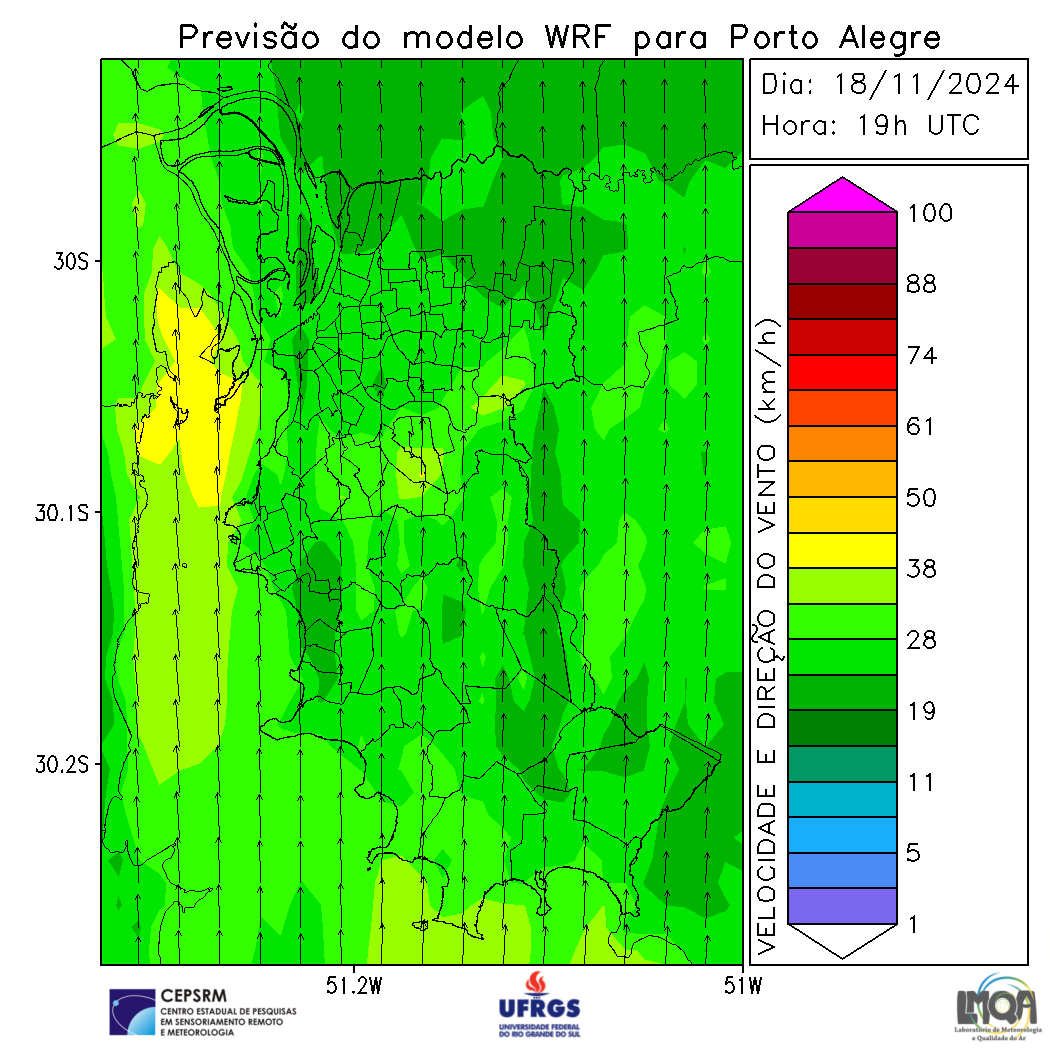 Previsão do modelo WRF para Porto Alegre
Dia: 18/11/2024
Hora: 19h UTC
30S
30.1S
30.2S
51.2W
51W
VELOCIDADE E DIREÇÃO DO VENTO (km/h)
100
88
74
61
50
38
28
19
11
5
1
CEPSRM
CENTRO ESTADUAL DE PESQUISAS
EM SENSORIAMENTO REMOTO
E METEOROLOGIA
UFRGS
UNIVERSIDADE FEDERAL
DO RIO GRANDE DO SUL
LMQA
Laboratório de Meteorologia
e Qualidade do Ar